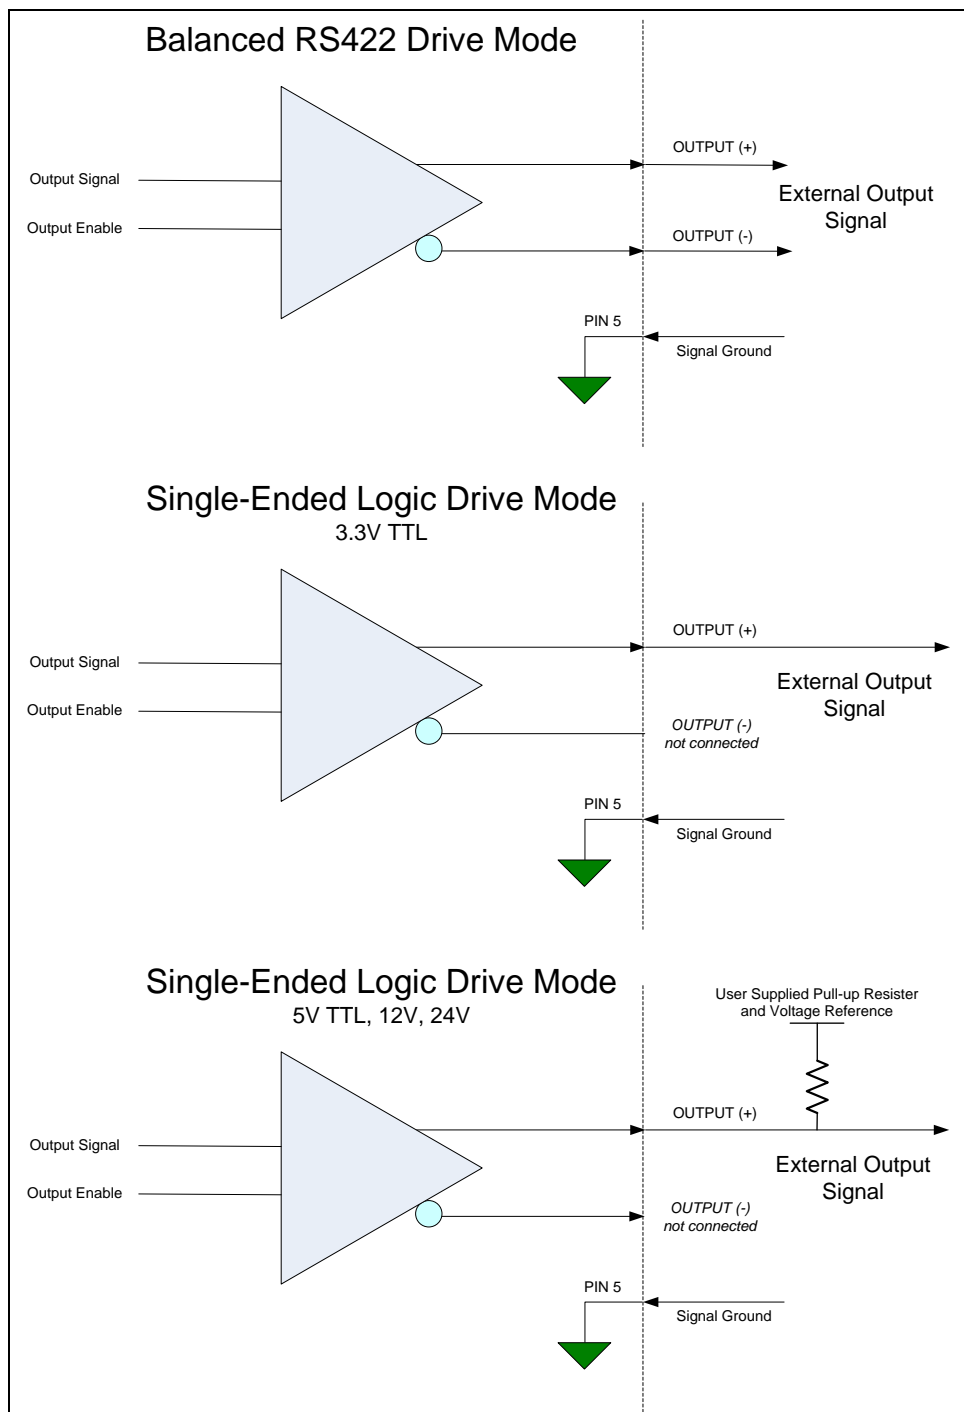 Balanced RS422 Drive Mode
OUTPUT (+)
Output Signal
External Output
Signal
Output Enable
OUTPUT (-)
PIN 5
Signal Ground
Single-Ended Logic Drive Mode
3.3V TTL
OUTPUT (+)
Output Signal
External Output
Signal
Output Enable
OUTPUT (-)
not connected
PIN 5
Signal Ground
Single-Ended Logic Drive Mode
5V TTL, 12V, 24V
User Supplied Pull-up Resister
and Voltage Reference
OUTPUT (+)
Output Signal
External Output
Signal
Output Enable
OUTPUT (-)
not connected
PIN 5
Signal Ground